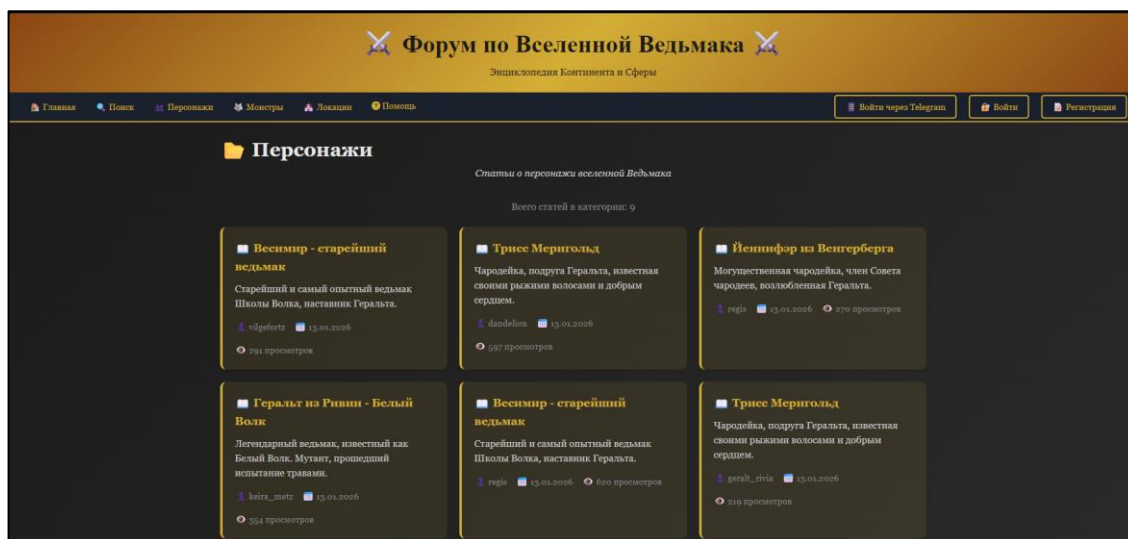 Форум по Вселенной Ведьмака
Энциклопедия Континента и Сферы
Главная Поиск Персонажи Монстры Локации Помощь Войти через Telegram Войти Регистрация
Персонажи
Статьи о персонажи вселенной Ведьмака
Всего статей в категории: 9
Весимир - старейший
ведьмак
Старейший и самый опытный ведьмак
Школы Волка, наставник Геральта.
vilgefortz 13.01.2026
291 просмотров
Трисс Меригольд
Чародейка, подруга Геральта, известная
своими рыжими волосами и добрым
сердцем.
dandelion 13.01.2026
597 просмотров
Йеннифэр из Венгерберга
Могущественная чародейка, член Совета
чародеев, возлюбленная Геральта.
regis 13.01.2026 270 просмотров
Геральт из Ривии - Белый
Волк
Легендарный ведьмак, известный как
Белый Волк. Мутант, прошедший
испытание травами.
keira_metz 13.01.2026
354 просмотров
Весимир - старейший
ведьмак
Старейший и самый опытный ведьмак
Школы Волка, наставник Геральта.
regis 13.01.2026 620 просмотров
Трисс Меригольд
Чародейка, подруга Геральта, известная
своими рыжими волосами и добрым
сердцем.
geralt_rivia 13.01.2026
219 просмотров